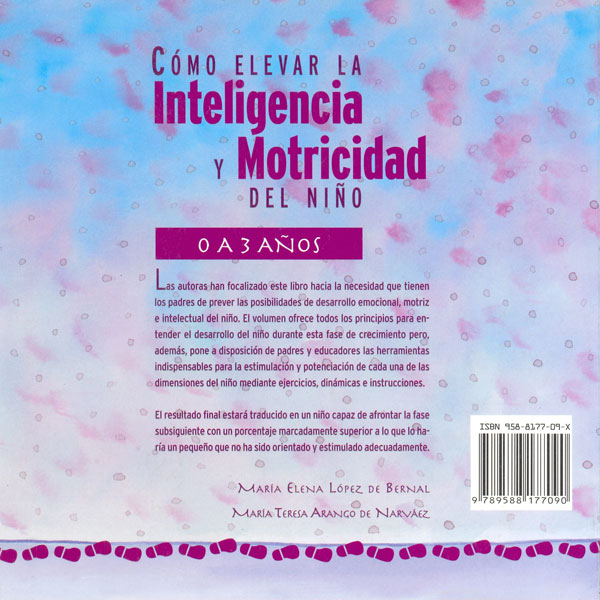 CÓMO ELEVAR LA
Inteligencia
Y Motricidad
DEL NIÑO
0 A 3 AÑOS
Las autoras han focalizado este libro hacia la necesidad que tienen
los padres de prever las posibilidades de desarrollo emocional, motriz
e intelectual del niño. El volumen ofrece todos los principios para en-
tender el desarrollo del niño durante esta fase de crecimiento pero,
además, pone a disposición de padres y educadores las herramientas
indispensables para la estimulación y potenciación de cada una de las
dimensiones del niño mediante ejercicios, dinámicas e instrucciones.
El resultado final estará traducido en un niño capaz de afrontar la fase
subsiguiente con un porcentaje marcadamente superior a lo que lo ha-
ría un pequeño que no ha sido orientado y estimulado adecuadamente.
MARÍA ELENA LÓPEZ DE BERNAL
MARÍA TERESA ARANGO DE NARVÁEZ
ISBN 958-8177-09-X
9 789588 177090